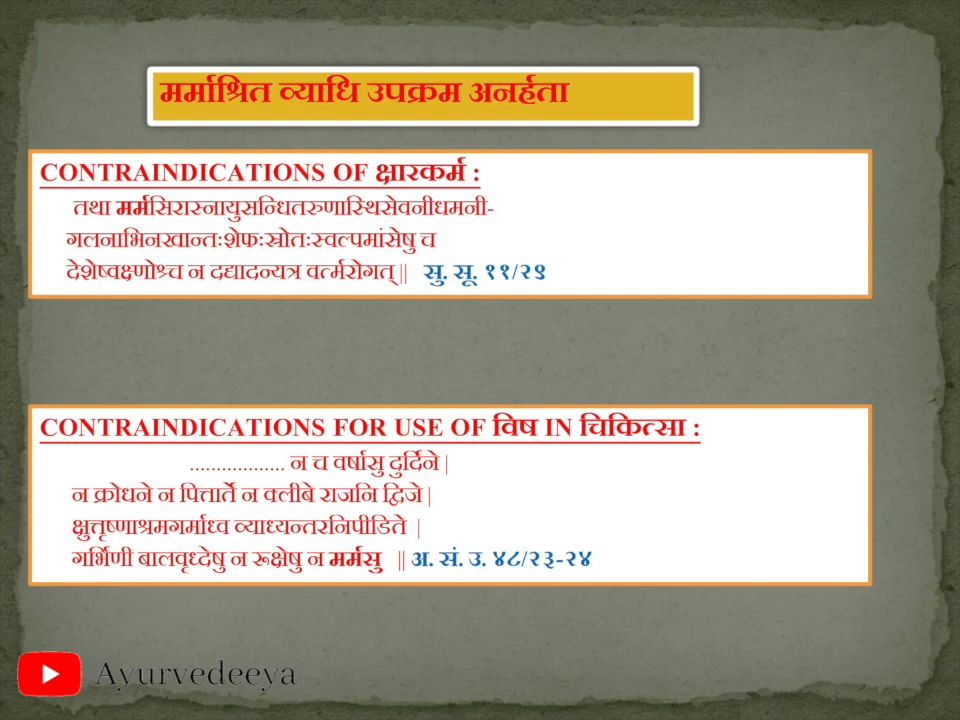 मर्माश्रित व्याधि उपक्रम अनर्हता
CONTRAINDICATIONS OF क्षारकर्म :
तथा मर्मसिरास्नायुसन्धितरुणास्थिसेवनीधमनी-
गलनाभिनखान्तःशेफःस्रोतःस्वल्पमांसेषु च
देशेष्वक्ष्णोश्च न दद्यादन्यत्र वर्त्मरोगत् || सु. सू. ११/२९
CONTRAINDICATIONS FOR USE OF विष IN चिकित्सा :
.................. न च वर्षासु दुर्दिने |
न क्रोधने न पित्तार्ते न क्लीबे राजनि द्विजे |
क्षुत्तृष्णाश्रमगर्माध्व व्याध्यन्तरनिपीडिते |
गर्भिणी बालवृध्देषु न रूक्षेषु न मर्मसु || अ. सं. उ. ४८/२३-२४
Ayurvedeeya